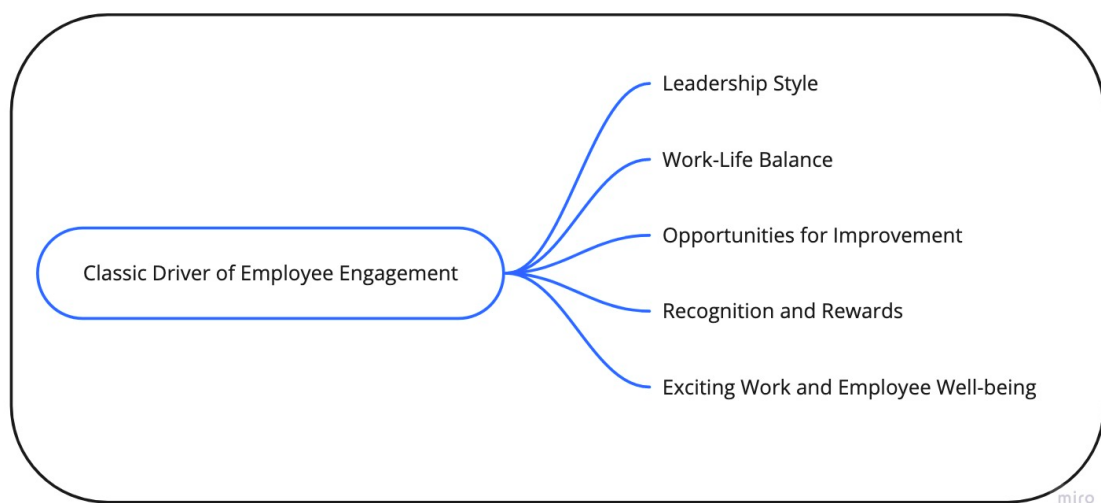 Leadership Style
Work-Life Balance
Classic Driver of Employee Engagement
Opportunities for Improvement
Recognition and Rewards
Exciting Work and Employee Well-being
miro